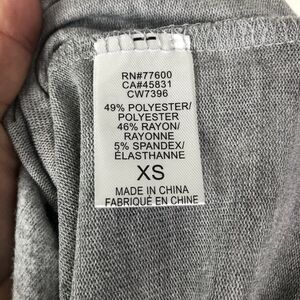 RN#77600
CA#45831
CW7396
49% POLYESTER/
POLYESTER
46% RAYON/
RAYONNE
5% SPANDEX/
ÉLASTHANNE
XS
MADE IN CHINA
FABRIQUÉ EN CHINE